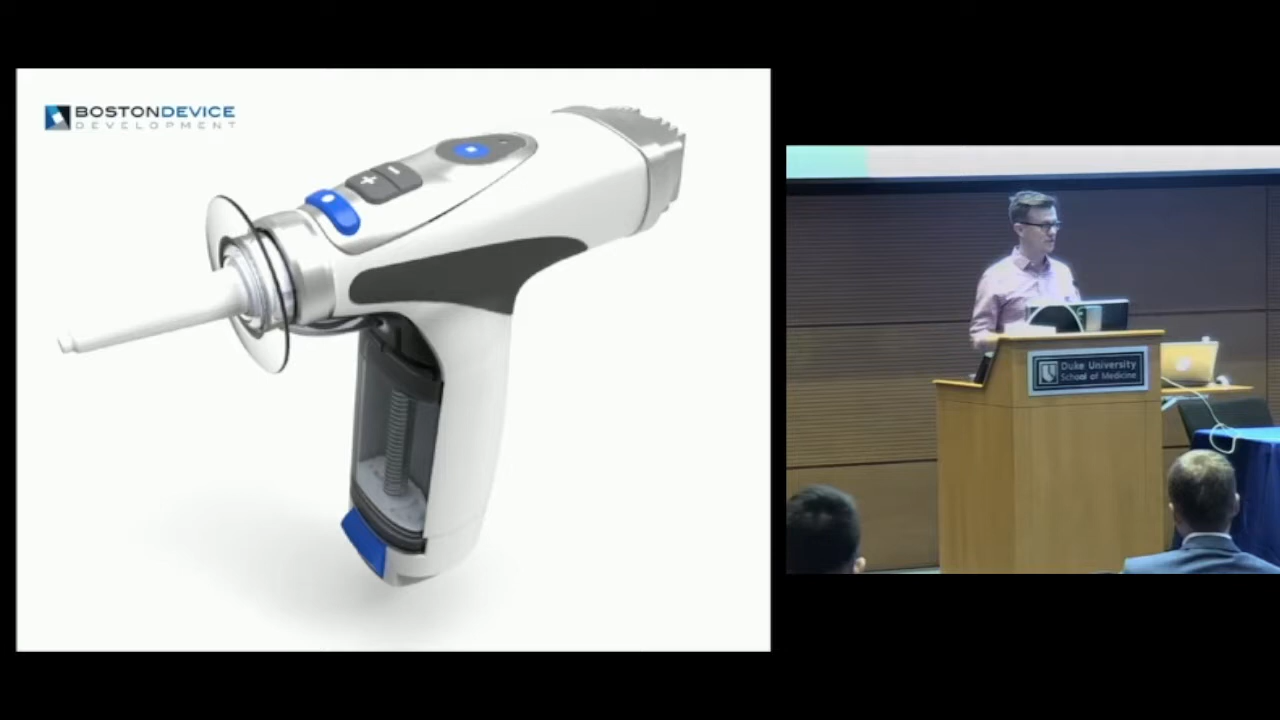 BOSTONDEVICE
DEVELOPMENT
+
-
Duke University
School of Medicine